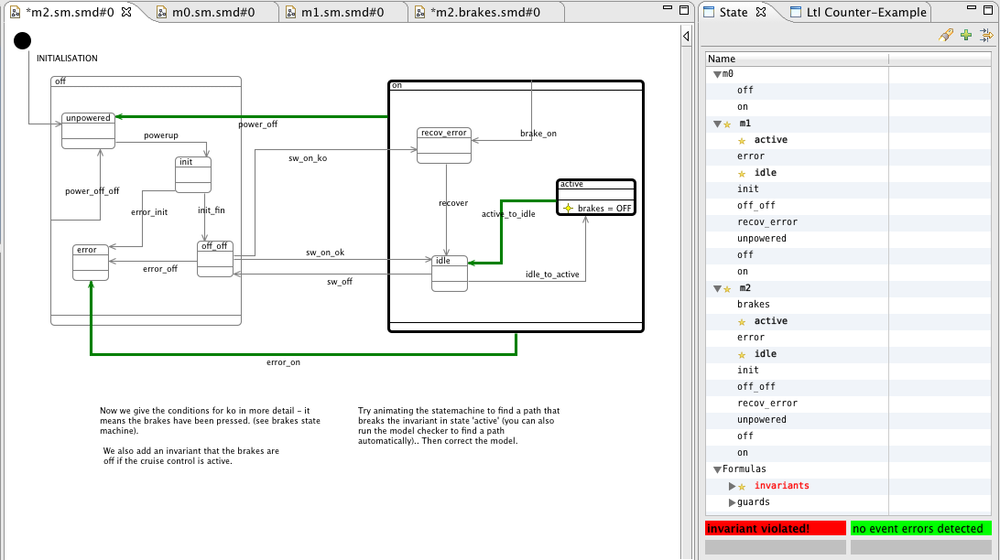 *m2.sm.smd#0
m0.sm.smd#0
m1.sm.smd#0
*m2.brakes.smd#0
INITIALISATION
off
unpowered
powerup
power_off
init
power_off_off
error_init
init_fin
error
off_off
error_off
sw_on_ko
sw_on_ok
sw_off
on
recov_error
brake_on
recover
active
brakes = OFF
active_to_idle
idle
idle_to_active
error_on
Now we give the conditions for ko in more detail - it
means the brakes have been pressed. (see brakes state
machine).
We also add an invariant that the brakes are
off if the cruise control is active.
Try animating the statemachine to find a path that
breaks the invariant in state 'active' (you can also
run the model checker to find a path
automatically).. Then correct the model.
State
Ltl Counter-Example
Name
m0
off
on
m1
active
error
idle
init
off_off
recov_error
unpowered
off
on
m2
brakes
active
error
idle
init
off_off
recov_error
unpowered
off
on
Formulas
invariants
guards
invariant violated!
no event errors detected